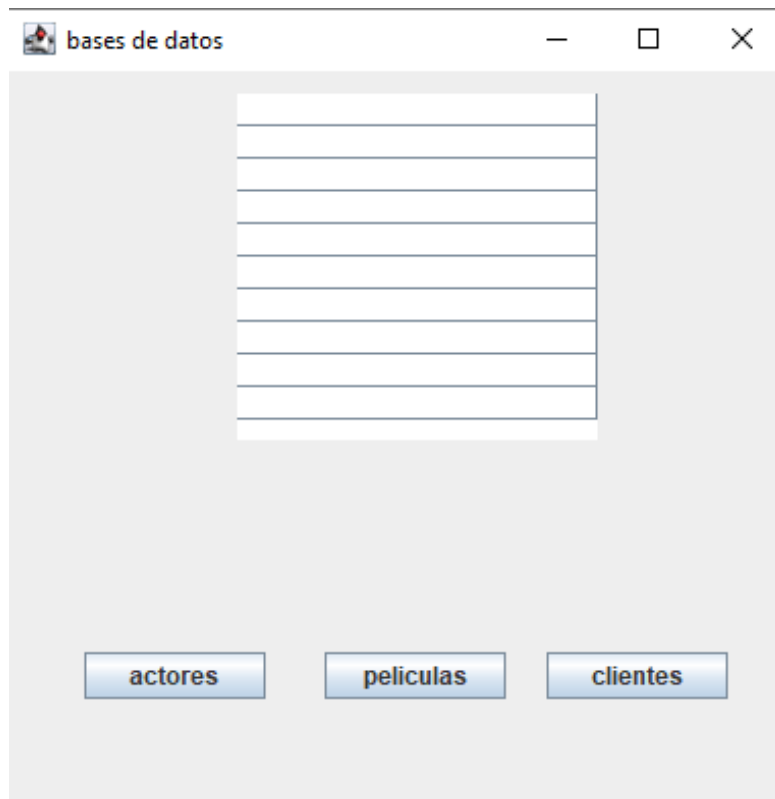 bases de datos
actores
peliculas
clientes